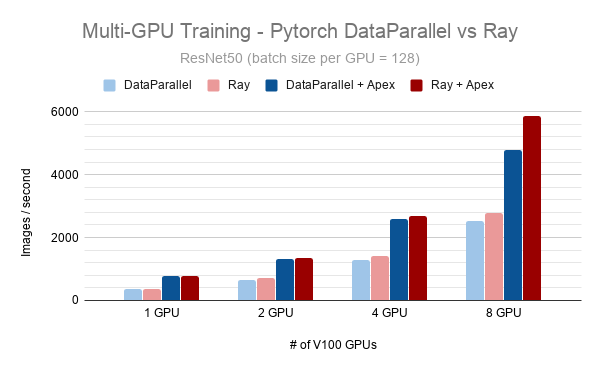 Multi-GPU Training - Pytorch DataParallel vs Ray
ResNet50 (batch size per GPU = 128)
DataParallel Ray DataParallel + Apex Ray + Apex
6000
4000
2000
0
Images / second
1 GPU 2 GPU 4 GPU 8 GPU
# of V100 GPUs